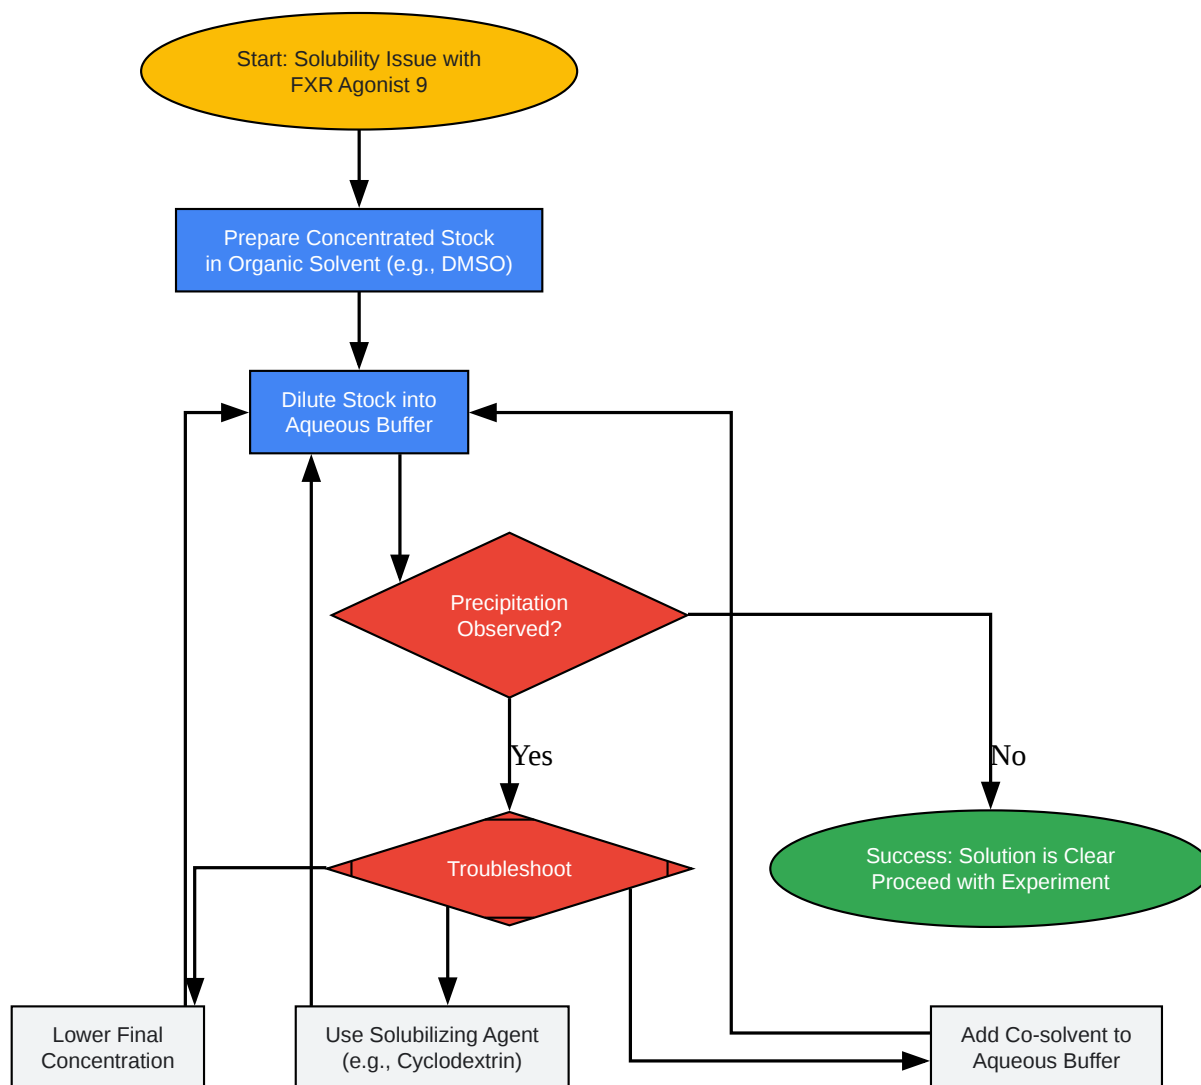 Start: Solubility Issue with
FXR Agonist 9
Prepare Concentrated Stock
in Organic Solvent (e.g., DMSO)
Dilute Stock into
Aqueous Buffer
Precipitation
Observed?
Yes
No
Troubleshoot
Success: Solution is Clear
Proceed with Experiment
Lower Final
Concentration
Use Solubilizing Agent
(e.g., Cyclodextrin)
Add Co-solvent to
Aqueous Buffer